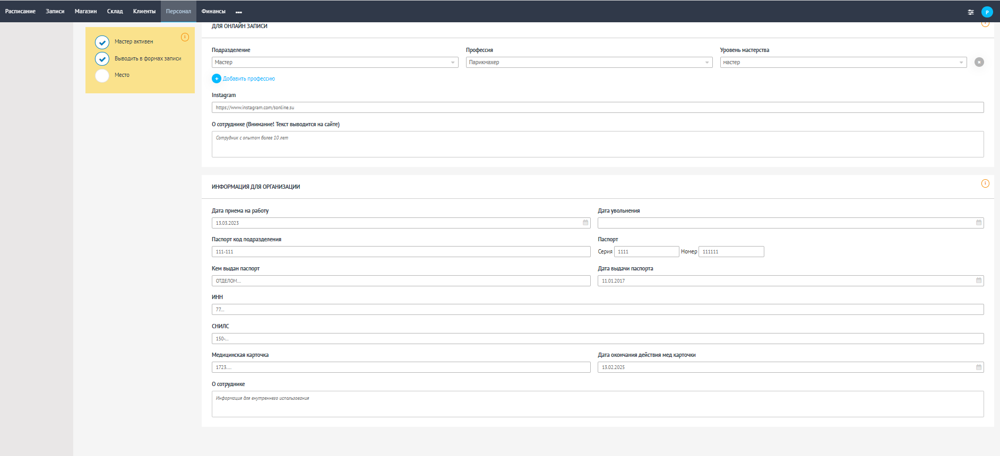 Расписание Записи Магазин Склад Клиенты Персонал Финансы ... P
Мастер активен
Выводить в формах записи
Место
ДЛЯ ОНЛАЙН ЗАПИСИ
Подразделение Профессия Уровень мастерства
Мастер Парикмахер мастер
Добавить профессию
Instagram
https://www.instagram.com/sonline.su
О сотруднике (Внимание! Текст выводится на сайте)
Сотрудник с опытом более 10 лет
ИНФОРМАЦИЯ ДЛЯ ОРГАНИЗАЦИИ
Дата приема на работу Дата увольнения
13.03.2023
Паспорт код подразделения Паспорт
111-111 Серия 1111 Номер 111111
Кем выдан паспорт Дата выдачи паспорта
ОТДЕЛОМ... 11.01.2017
ИНН
77...
СНИЛС
150-...
Медицинская карточка Дата окончания действия мед карточки
1723.... 13.02.2025
О сотруднике
Информация для внутреннего использования